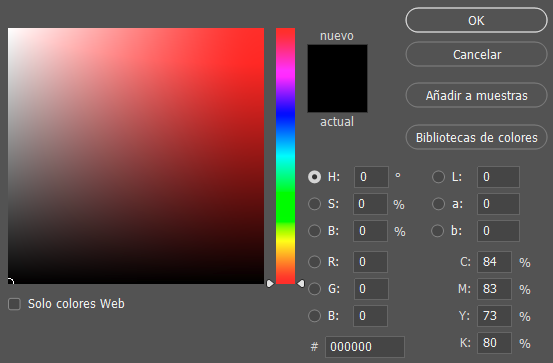 nuevo
actual
OK
Cancelar
Añadir a muestras
Bibliotecas de colores
H: 0 °
S: 0 %
B: 0 %
R: 0
G: 0
B: 0
# 000000
L: 0
a: 0
b: 0
C: 84 %
M: 83 %
Y: 73 %
K: 80 %
Solo colores Web